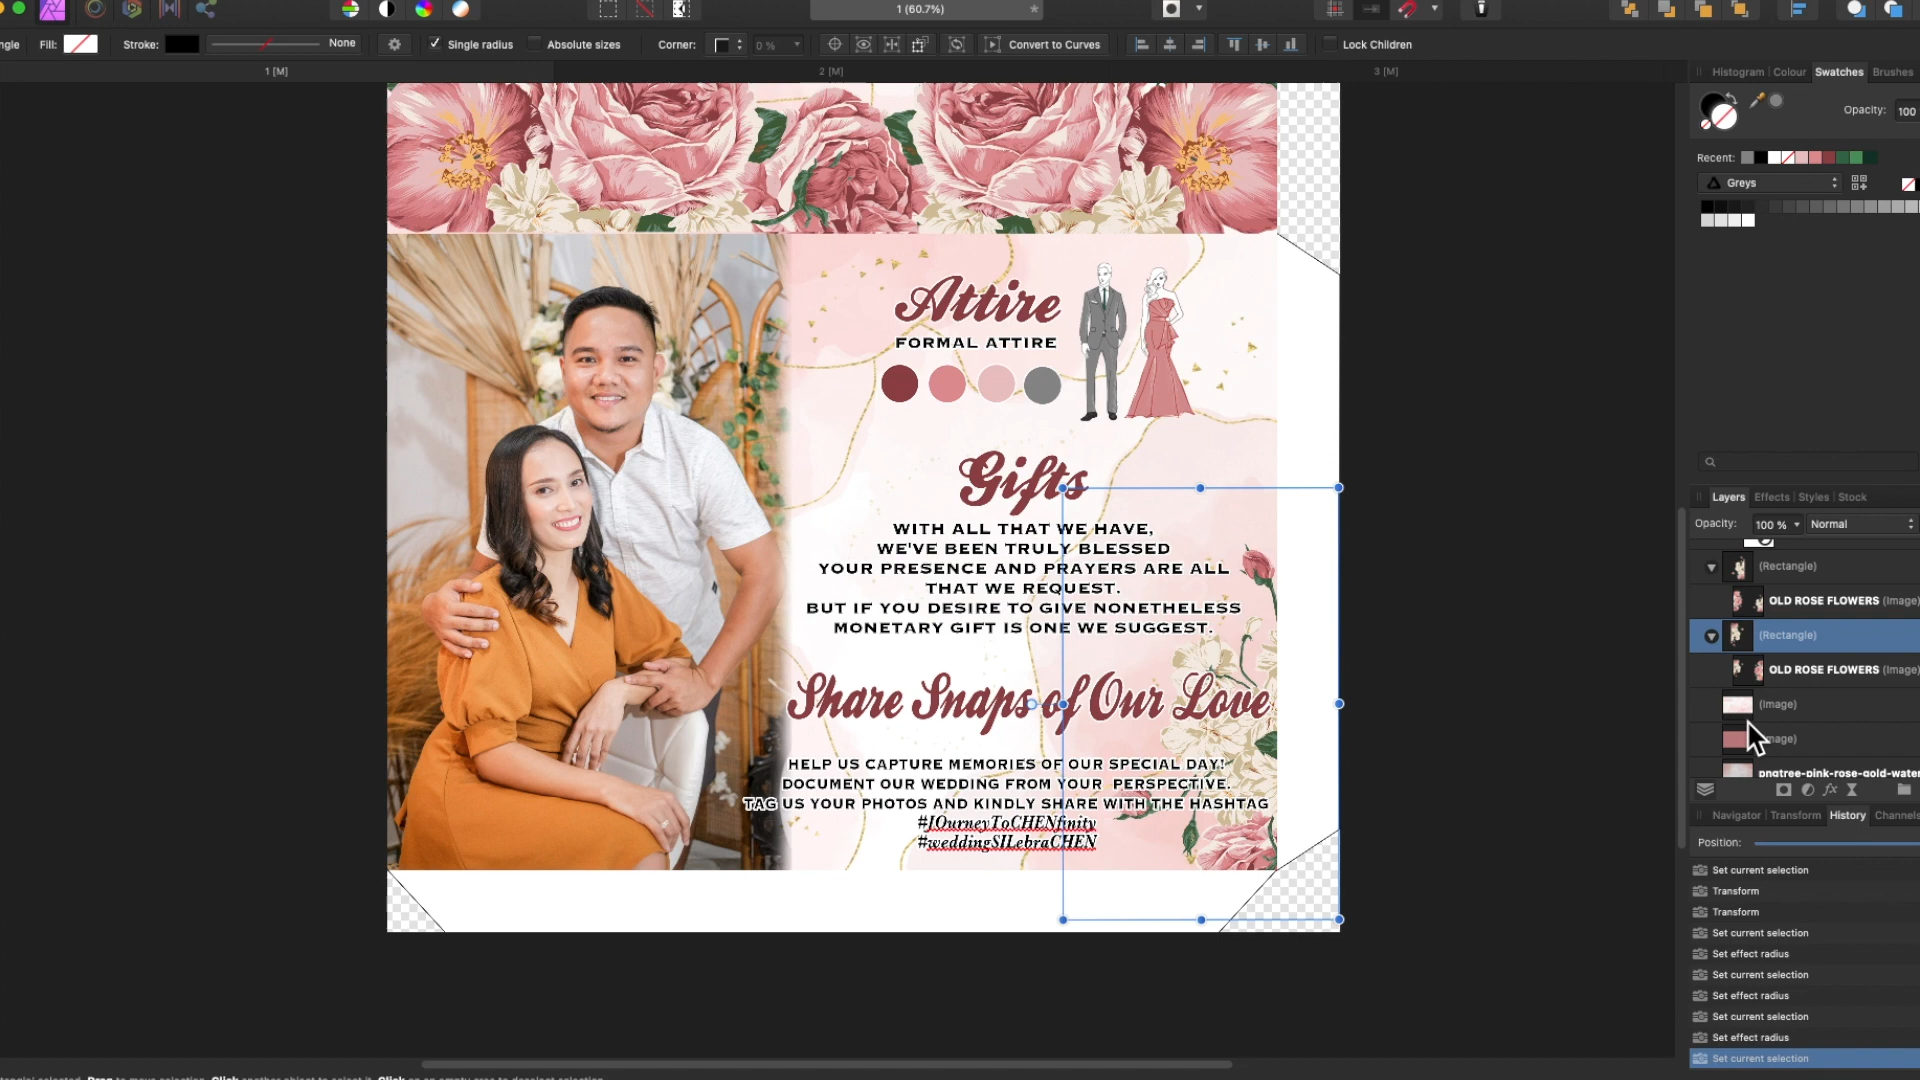 1 (60.7%)
*
ngle
Fill:
Stroke:
None
Single radius
Absolute sizes
Corner:
0 %
Convert to Curves
Lock Children
1 [M]
2 [M]
3 [M]
Histogram
Colour
Swatches
Brushes
Opacity:
100
Recent:
Greys
Attire
FORMAL ATTIRE
Gifts
WITH ALL THAT WE HAVE,
WE'VE BEEN TRULY BLESSED
YOUR PRESENCE AND PRAYERS ARE ALL
THAT WE REQUEST.
BUT IF YOU DESIRE TO GIVE NONETHELESS
MONETARY GIFT IS ONE WE SUGGEST.
Share Snaps of Our Love
HELP US CAPTURE MEMORIES OF OUR SPECIAL DAY!
DOCUMENT OUR WEDDING FROM YOUR PERSPECTIVE.
TAG US YOUR PHOTOS AND KINDLY SHARE WITH THE HASHTAG
#JOurneyToCHENfinity
#weddingSILebraCHEN
Layers
Effects
Styles
Stock
Opacity:
100 %
Normal
(Rectangle)
OLD ROSE FLOWERS (Image)
(Rectangle)
OLD ROSE FLOWERS (Image)
(Image)
mage)
pngtree-pink-rose-gold-water
Navigator
Transform
History
Channels
Position:
Set current selection
Transform
Transform
Set current selection
Set effect radius
Set current selection
Set effect radius
Set current selection
Set effect radius
Set current selection